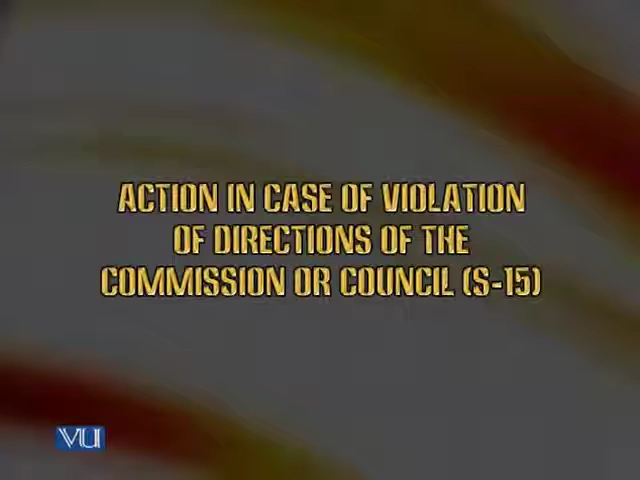 ACTION IN CASE OF VIOLATION
OF DIRECTIONS OF THE
COMMISSION OR COUNCIL (S-15)
VU